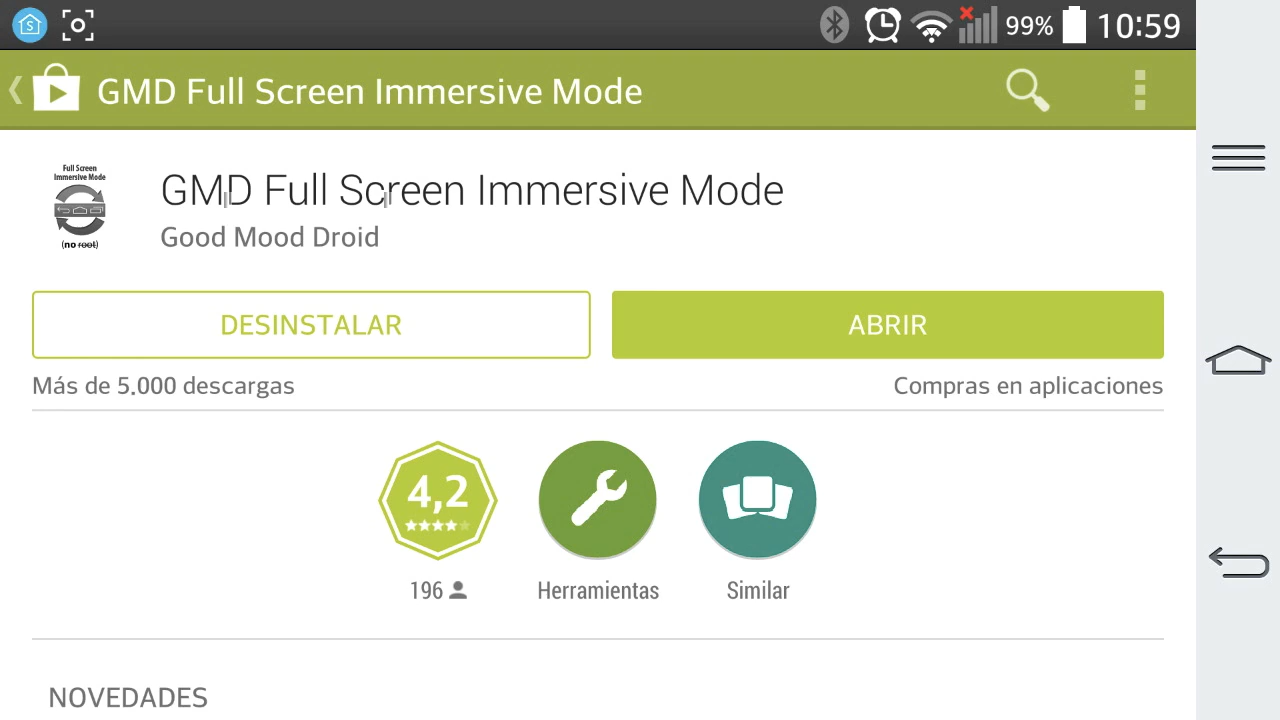 99% 10:59
GMD Full Screen Immersive Mode
Full Screen
Immersive Mode
(no root)
GMD Full Screen Immersive Mode
Good Mood Droid
DESINSTALAR
ABRIR
Más de 5.000 descargas
Compras en aplicaciones
4,2
196
Herramientas
Similar
NOVEDADES